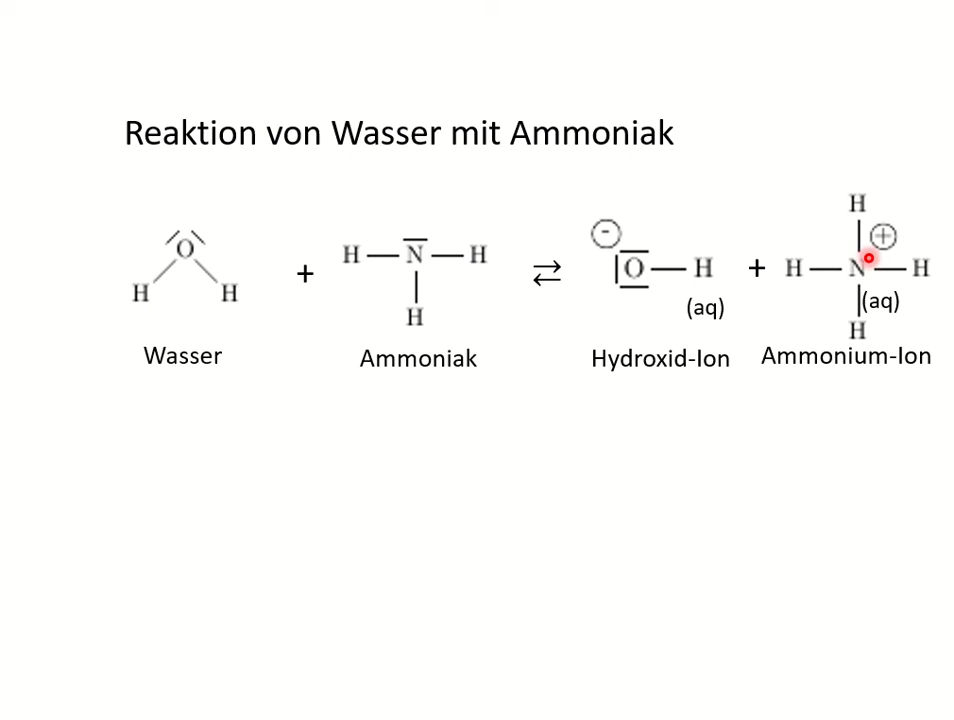 Reaktion von Wasser mit Ammoniak
H
O + H — N — H ⇄ ⊖ |O — H + H — N — H ⊕
H H H (aq) (aq)
H
Wasser Ammoniak Hydroxid-Ion Ammonium-Ion